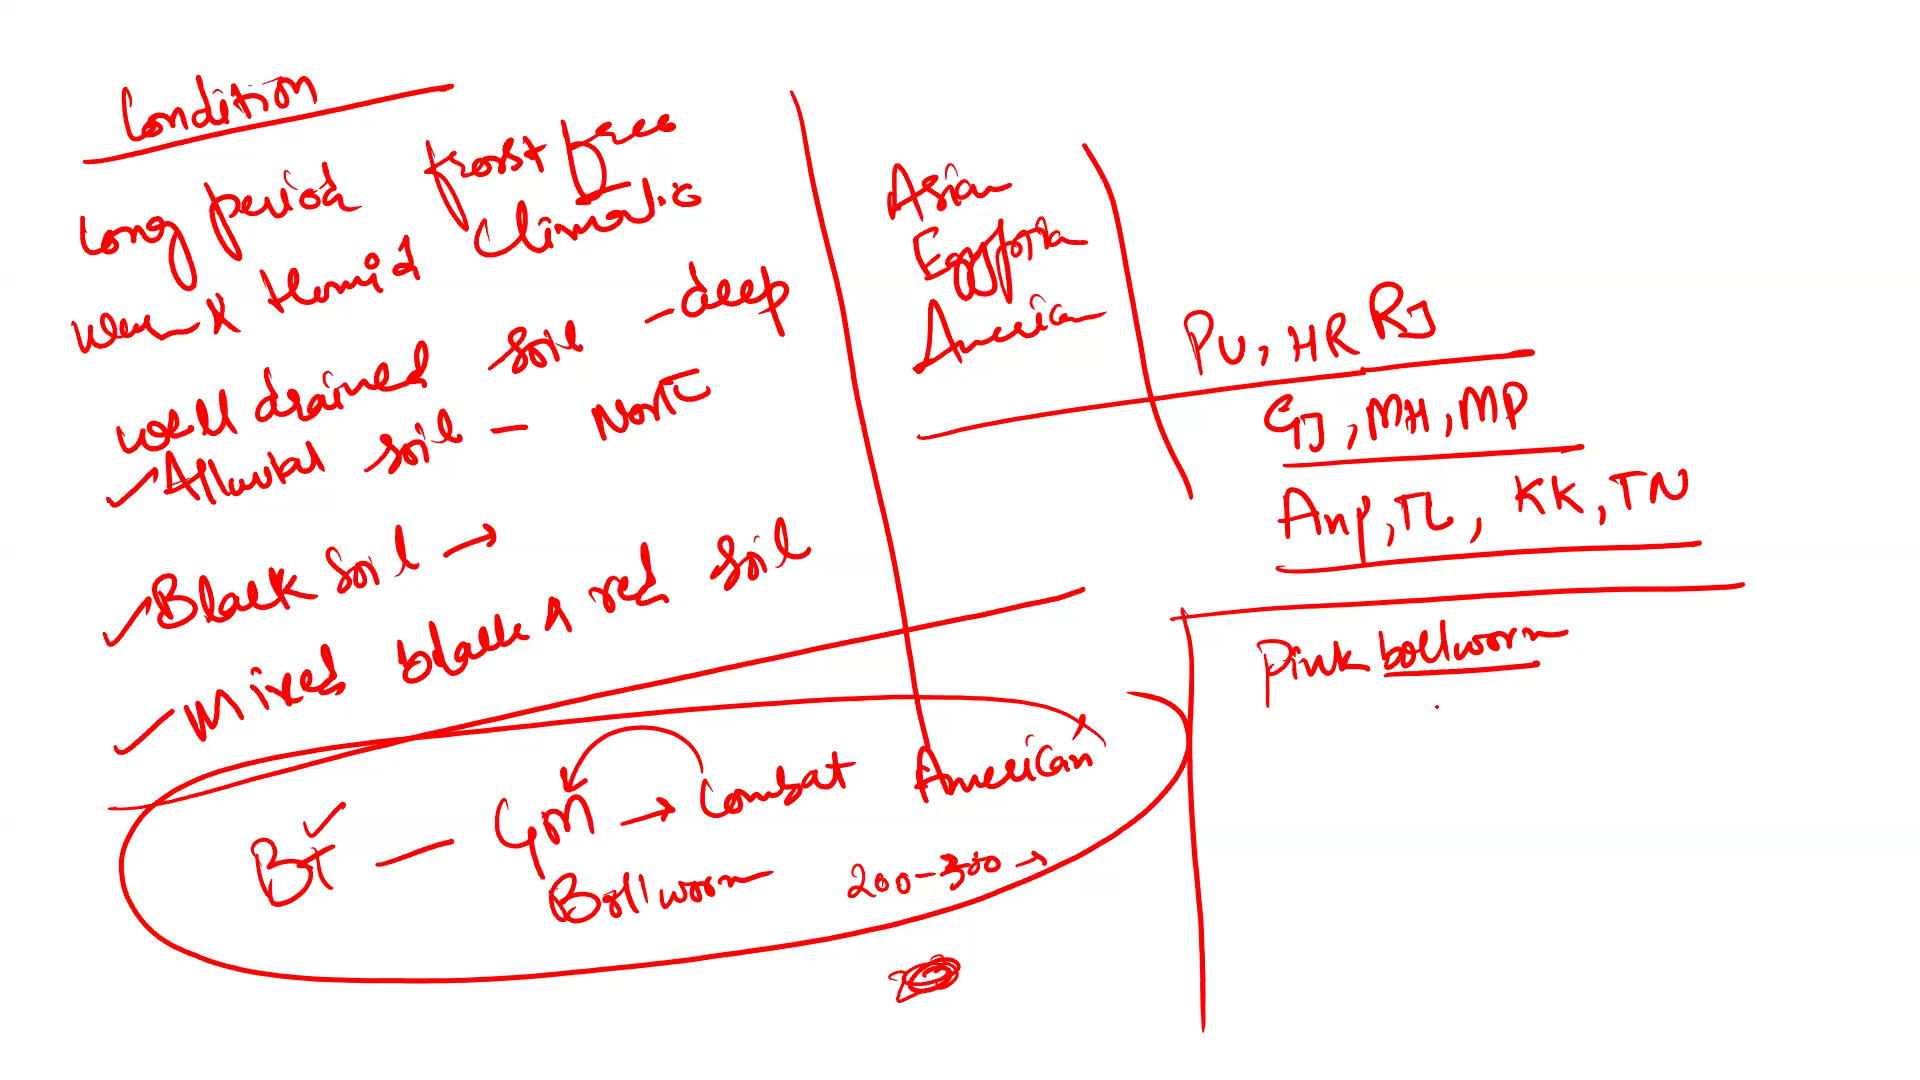 Condition
Long period frost free
Warm & Humid Climatic
Well drained soil - deep
Alluvial soil - North
Black soil →
mixed black & red soil
Asian
Egyptian
American
PU, HR RJ
GJ, MH, MP
Anp, TL, KK, TN
Pink bollworm
BT — GM → Combat American
Bollworm 200-300 →